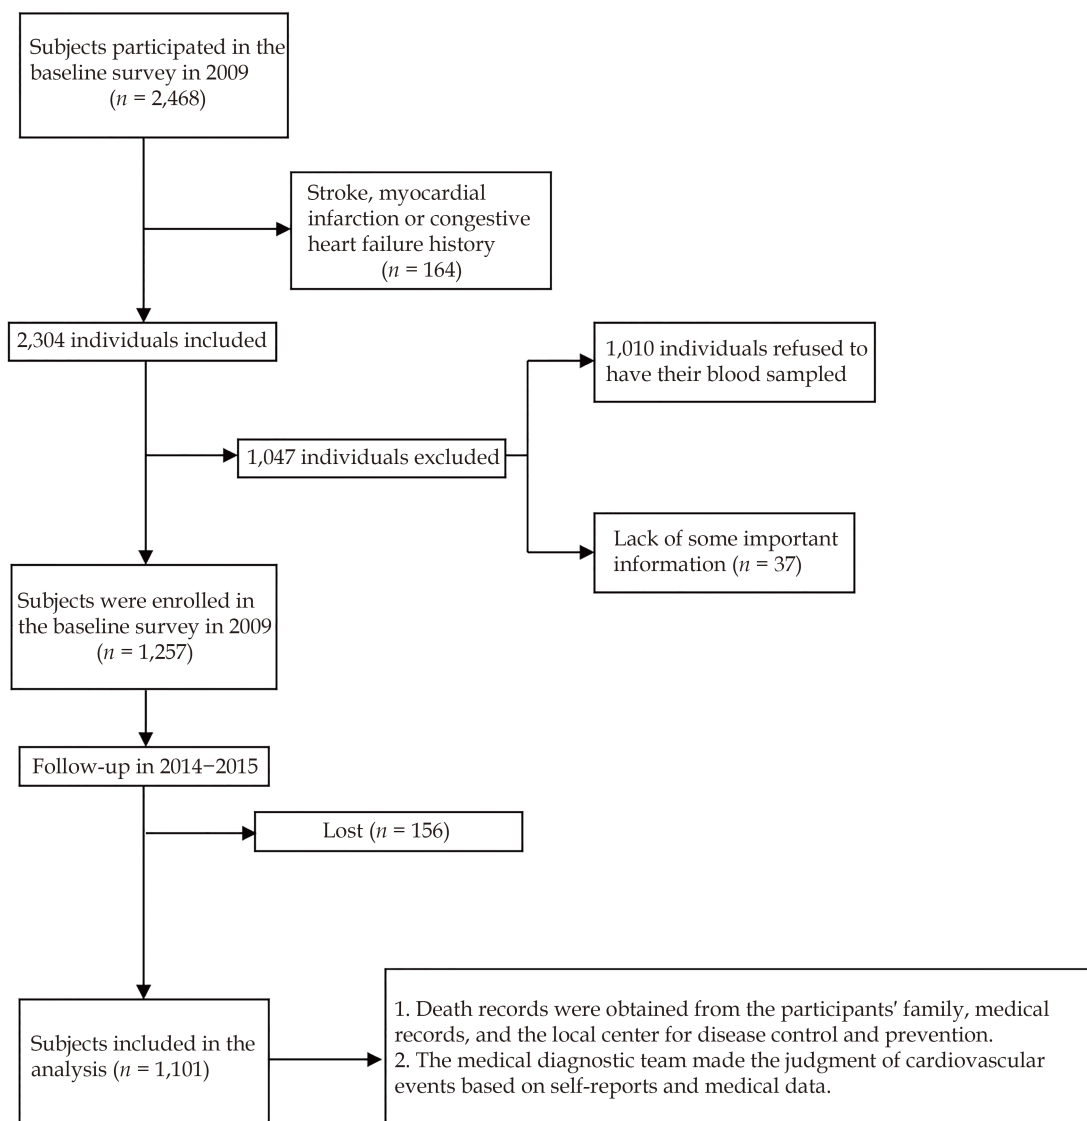 Subjects participated in the
baseline survey in 2009
(n = 2,468)
Stroke, myocardial
infarction or congestive
heart failure history
(n = 164)
2,304 individuals included
1,010 individuals refused to
have their blood sampled
1,047 individuals excluded
Lack of some important
information (n = 37)
Subjects were enrolled in
the baseline survey in 2009
(n = 1,257)
Follow-up in 2014−2015
Lost (n = 156)
Subjects included in the
analysis (n = 1,101)
1. Death records were obtained from the participants' family, medical
records, and the local center for disease control and prevention.
2. The medical diagnostic team made the judgment of cardiovascular
events based on self-reports and medical data.